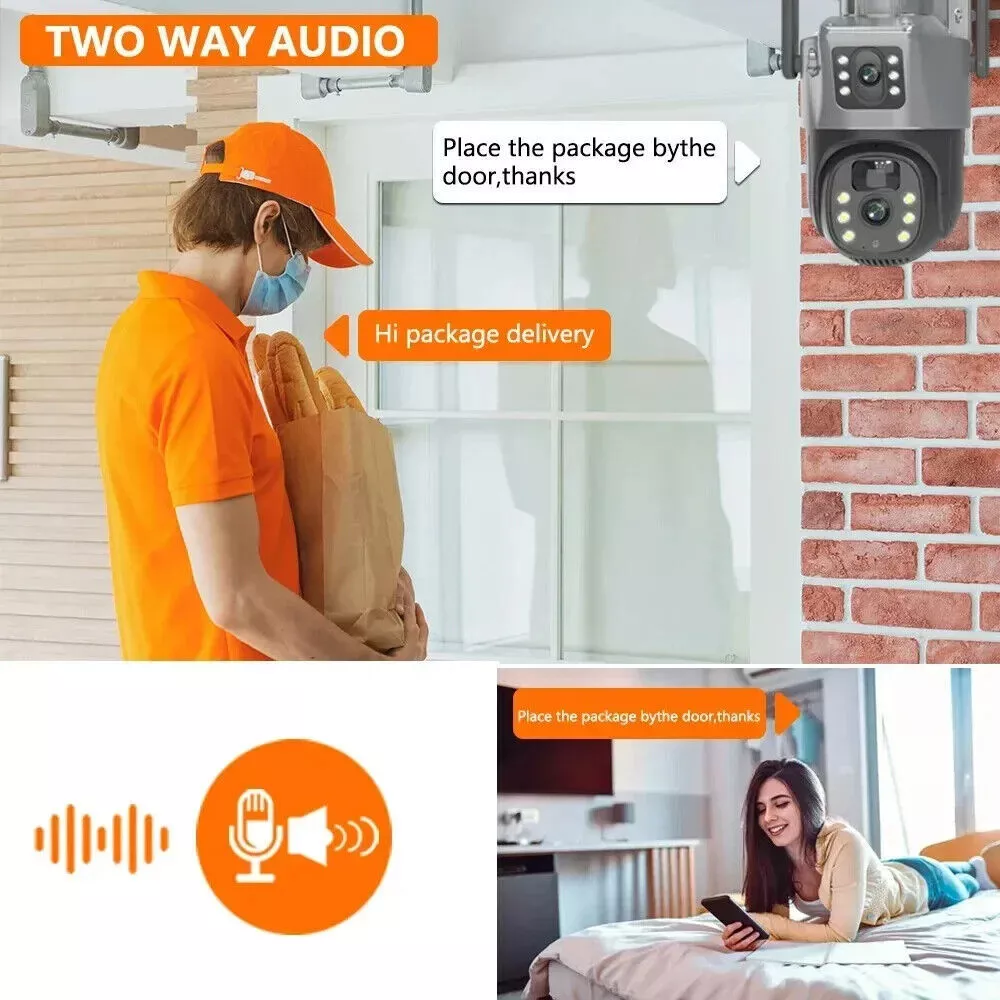 TWO WAY AUDIO
Place the package bythe
door,thanks
Hi package delivery
Place the package bythe door,thanks